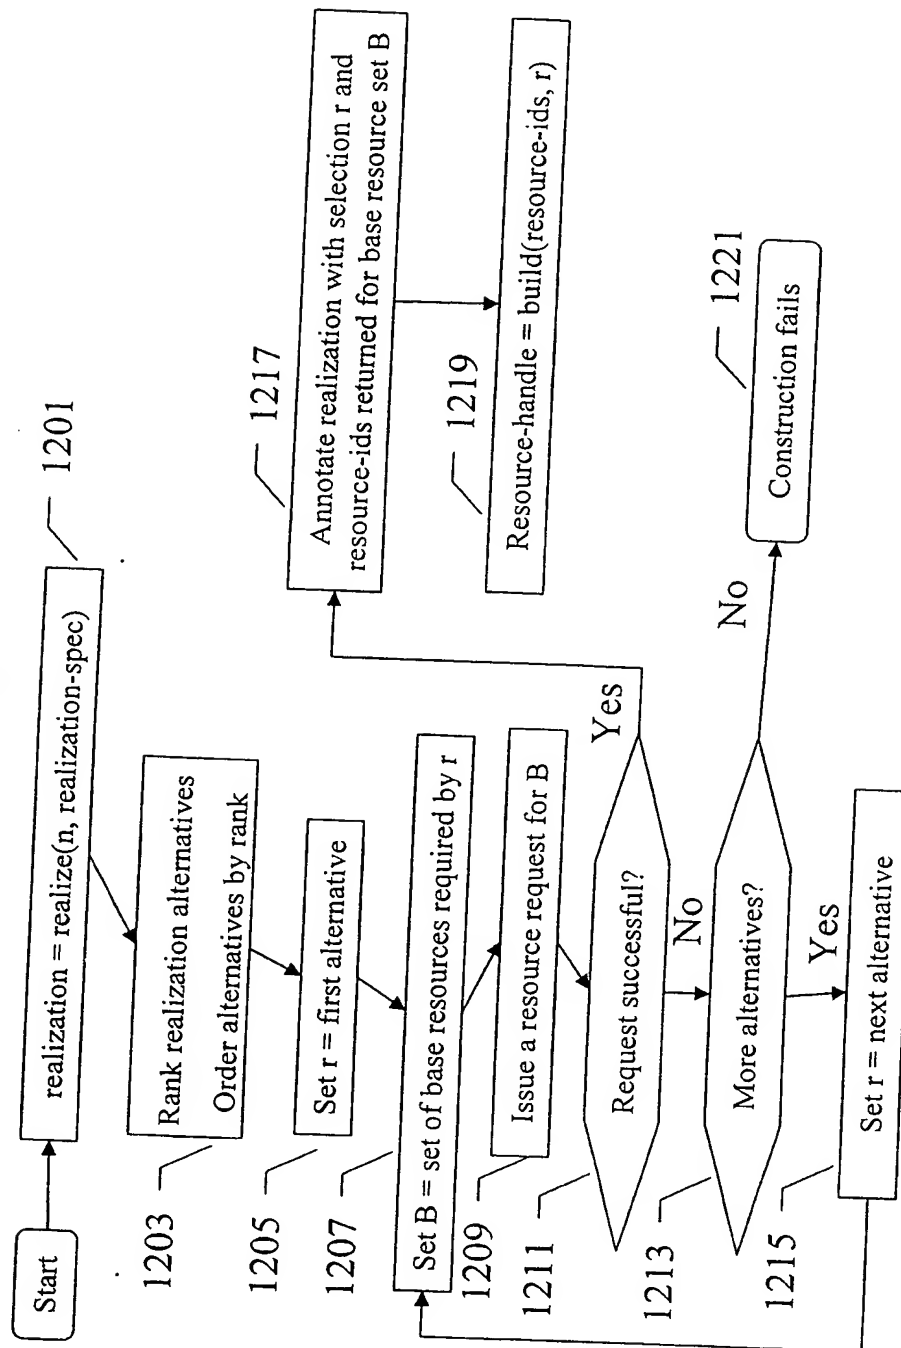 Start
realization = realize(n, realization-spec)
1201
1203
Rank realization alternatives
Order alternatives by rank
1205
Set r = first alternative
1207
Set B = set of base resources required by r
1209
Issue a resource request for B
1211
Request successful?
Yes
No
1213
More alternatives?
No
Yes
1215
Set r = next alternative
1217
Annotate realization with selection r and
resource-ids returned for base resource set B
1219
Resource-handle = build(resource-ids, r)
1221
Construction fails